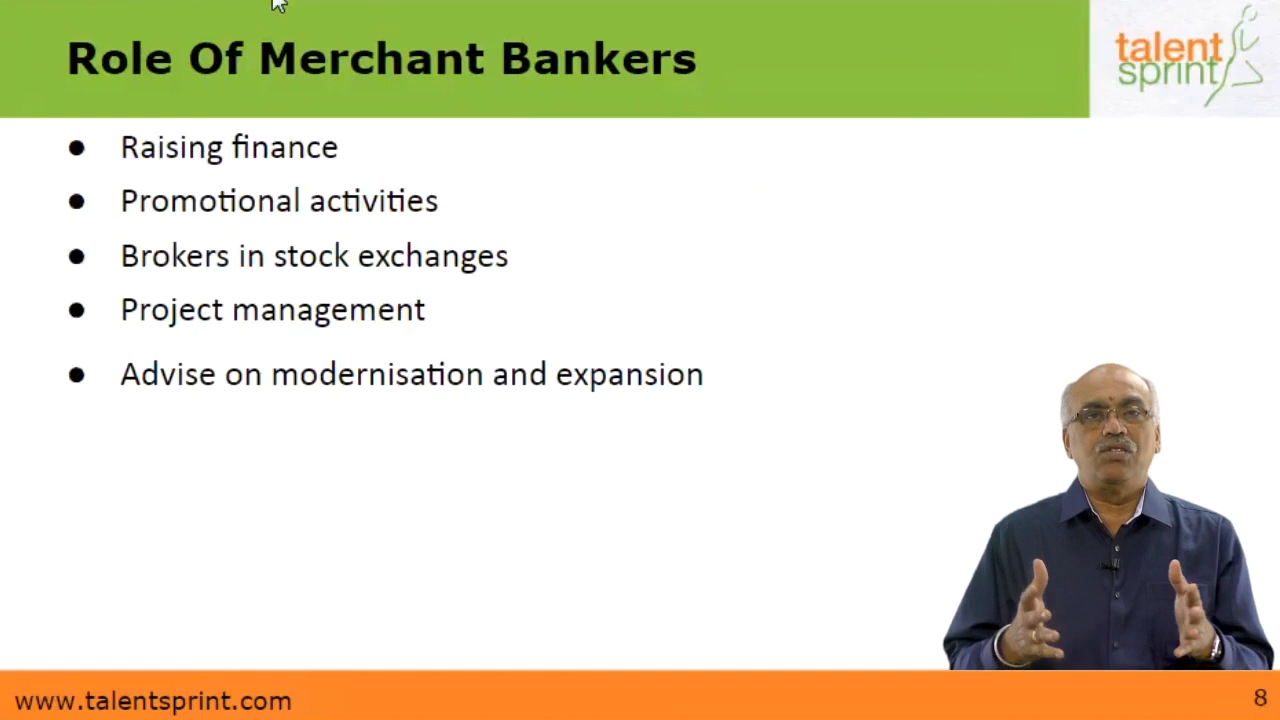 Role Of Merchant Bankers
talent
sprint
● Raising finance
● Promotional activities
● Brokers in stock exchanges
● Project management
● Advise on modernisation and expansion
www.talentsprint.com
8